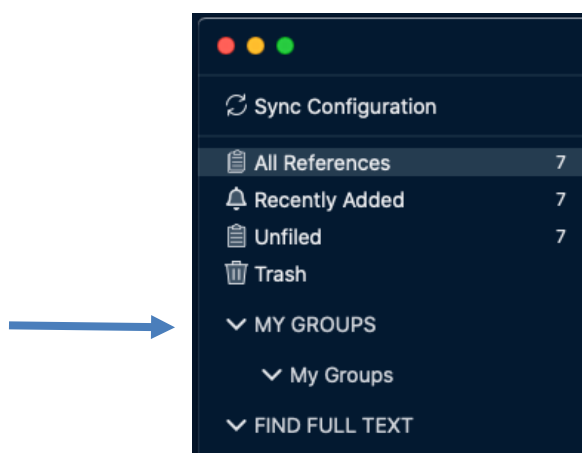 Sync Configuration
All References 7
Recently Added 7
Unfiled 7
Trash
MY GROUPS
My Groups
FIND FULL TEXT